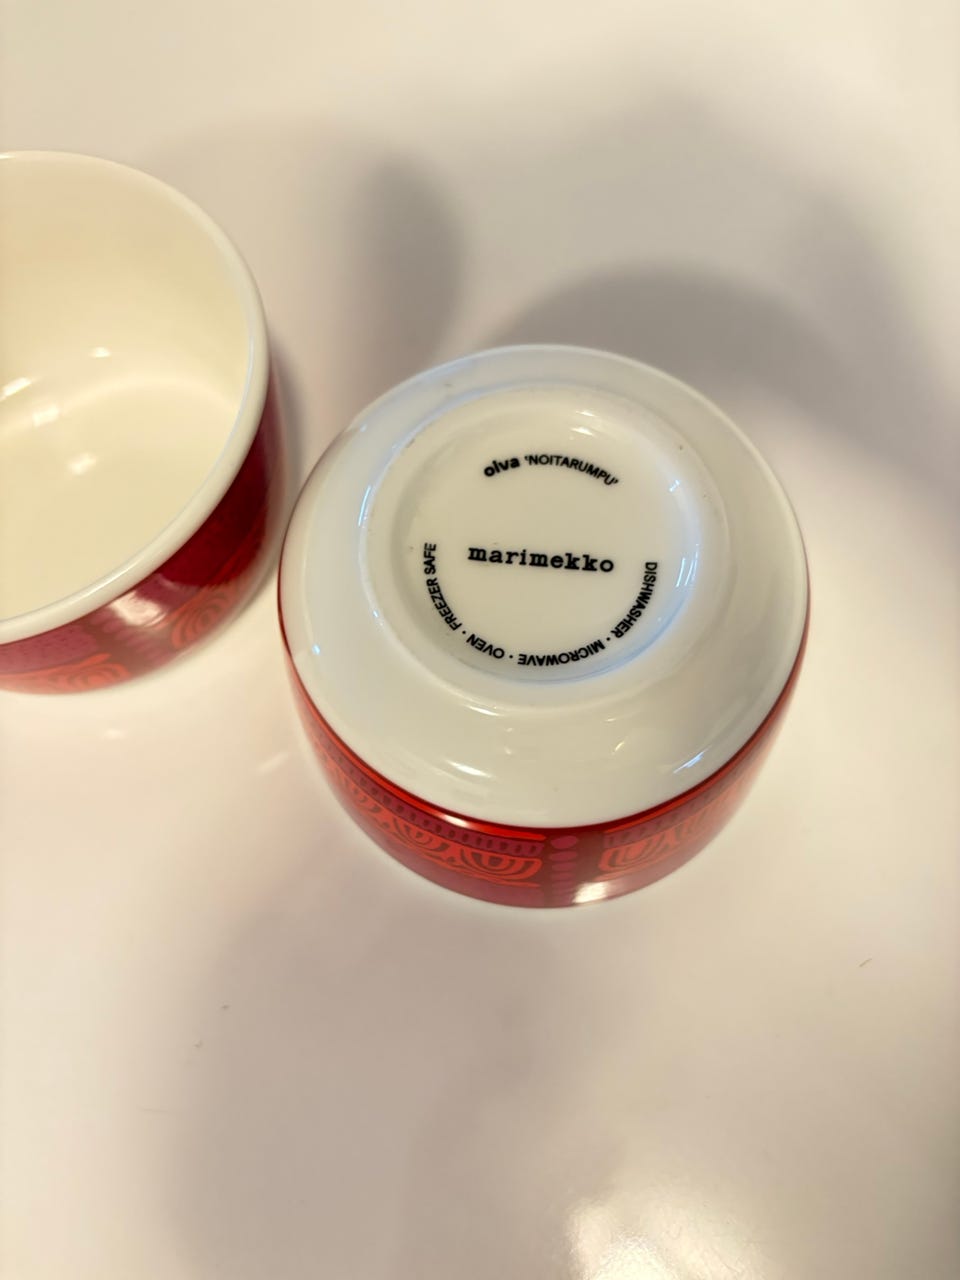 oiva 'NOITARUMPU'
marimekko
DISHWASHER · MICROWAVE · OVEN · FREEZER SAFE